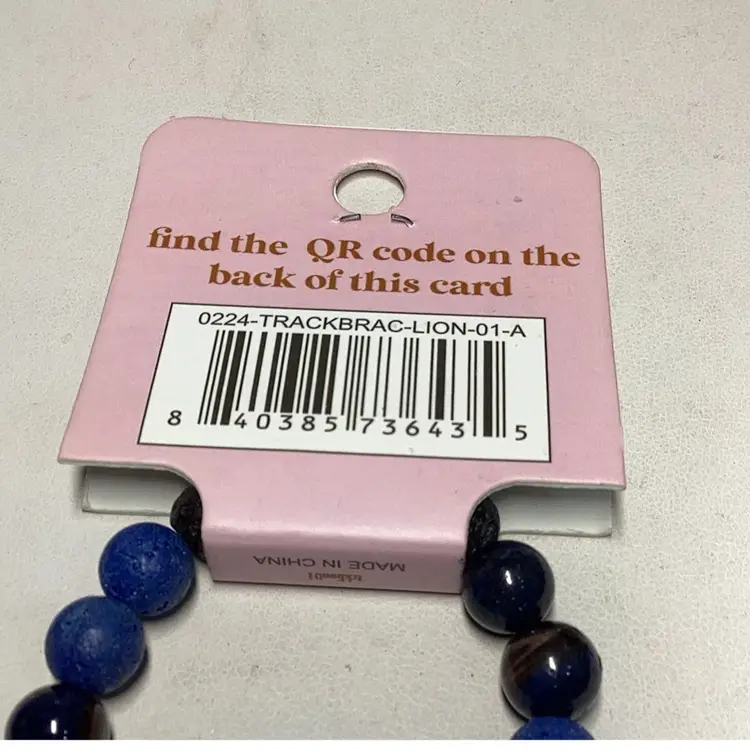 find the QR code on the
back of this card
0224-TRACKBRAC-LION-01-A
8 40385 73643 5
MADE IN CHINA